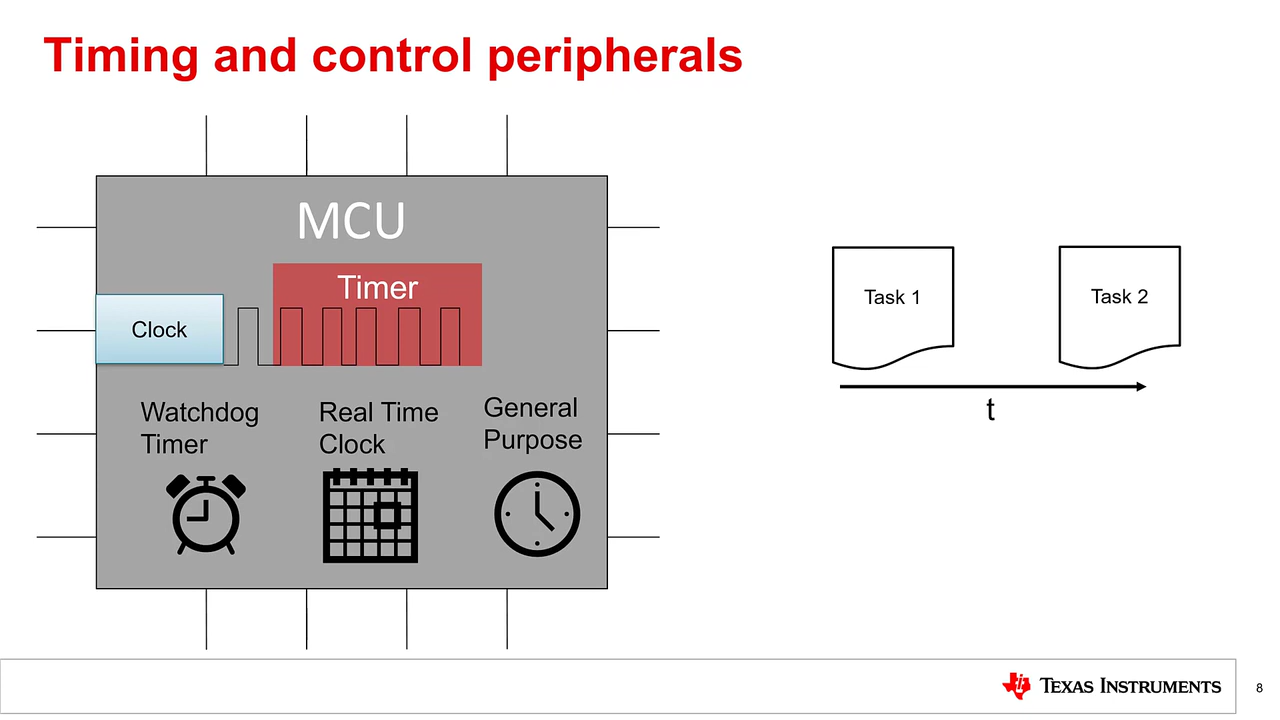 Timing and control peripherals
MCU
Timer
Clock
Watchdog
Timer
Real Time
Clock
General
Purpose
Task 1
Task 2
t
TEXAS INSTRUMENTS
8